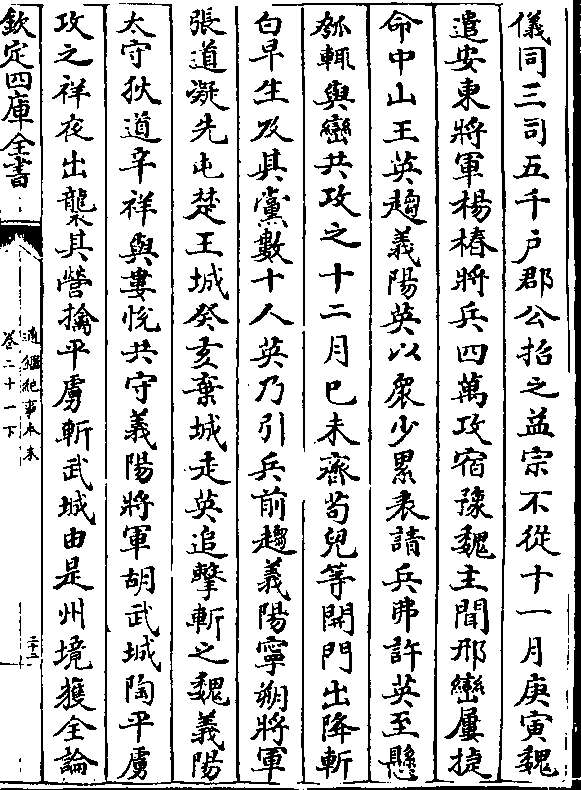 儀同三司五千户郡公招之益宗不從十一月庚寅魏
遣安東將軍楊椿將兵四萬攻宿豫魏主聞邢巒屢捷
命中山王英趨義陽英以衆少累表請兵弗許英至懸
瓠輒與巒共攻之十二月己未齊茍兒等開門出降斬
白早生及其黨數十人英乃引兵前趨義陽寧朔將軍
張道凝先屯楚王城癸亥棄城走英追擊斬之魏義陽
太守狄道辛祥與婁悦共守義陽將軍胡武城陶平虜
攻之祥夜出襲其營擒平虜斬武城由是州境獲全論
欽定四庫全書
通鑑紀事本末
卷二十一下
二十二